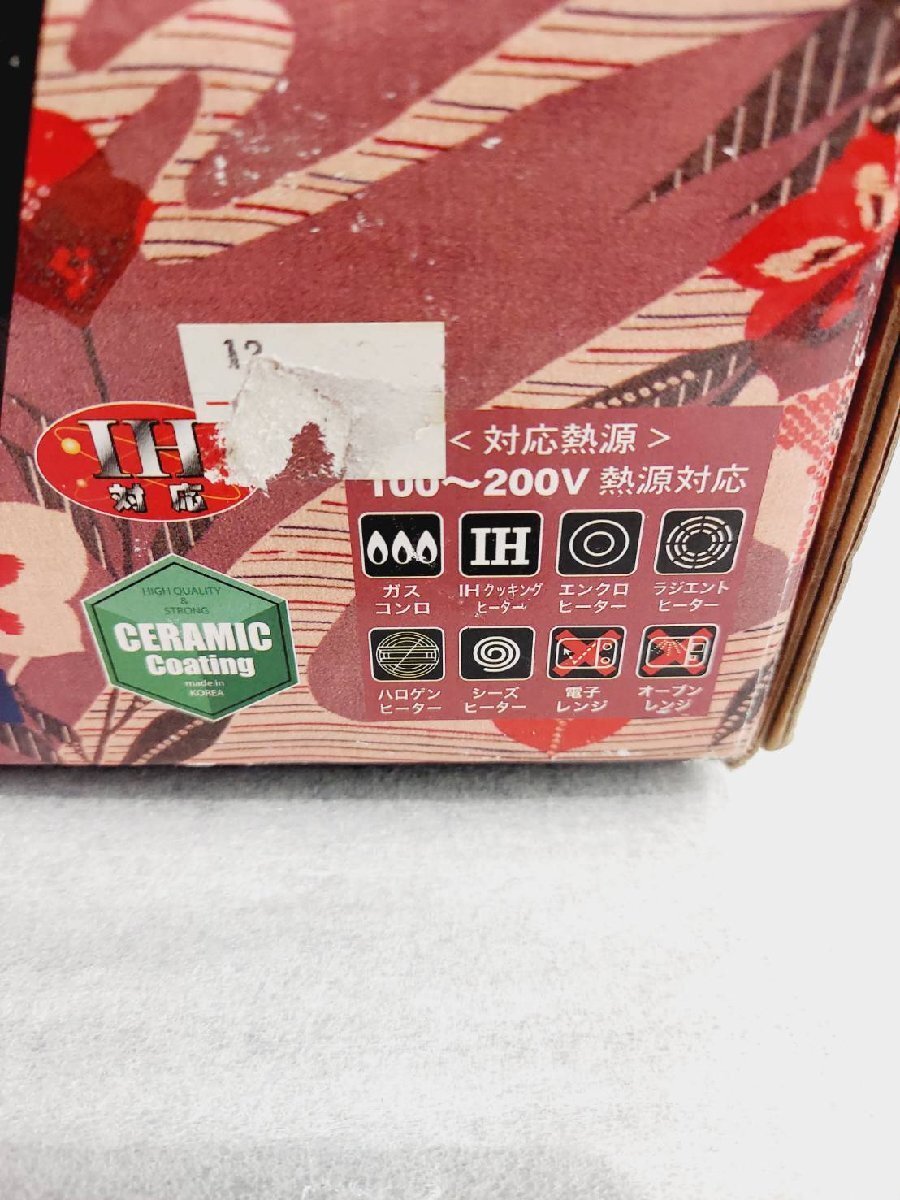 12
IH
対応
HIGH QUALITY
&
STRONG
CERAMIC
Coating
made in
KOREA
< 対応熱源 >
100～200V 熱源対応
IH
ガス
コンロ
IHクッキング
ヒーター
エンクロ
ヒーター
ラジエント
ヒーター
ハロゲン
ヒーター
シーズ
ヒーター
電子
レンジ
オーブン
レンジ